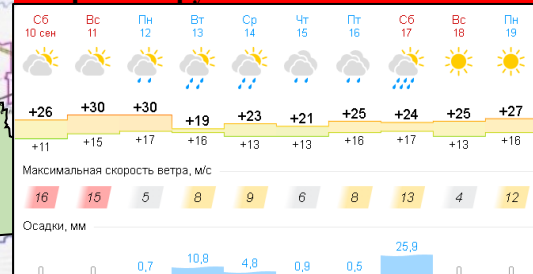 Сб Вс Пн Вт Ср Чт Пт Сб Вс Пн
10 сен 11 12 13 14 15 16 17 18 19
+26 +30 +30 +19 +23 +21 +25 +24 +25 +27
+11 +15 +17 +16 +13 +13 +16 +17 +13 +16
Максимальная скорость ветра, м/с
16 15 5 8 9 6 8 13 4 12
Осадки, мм
0 0 0,7 10,8 4,8 0,9 0,5 25,9 0 0